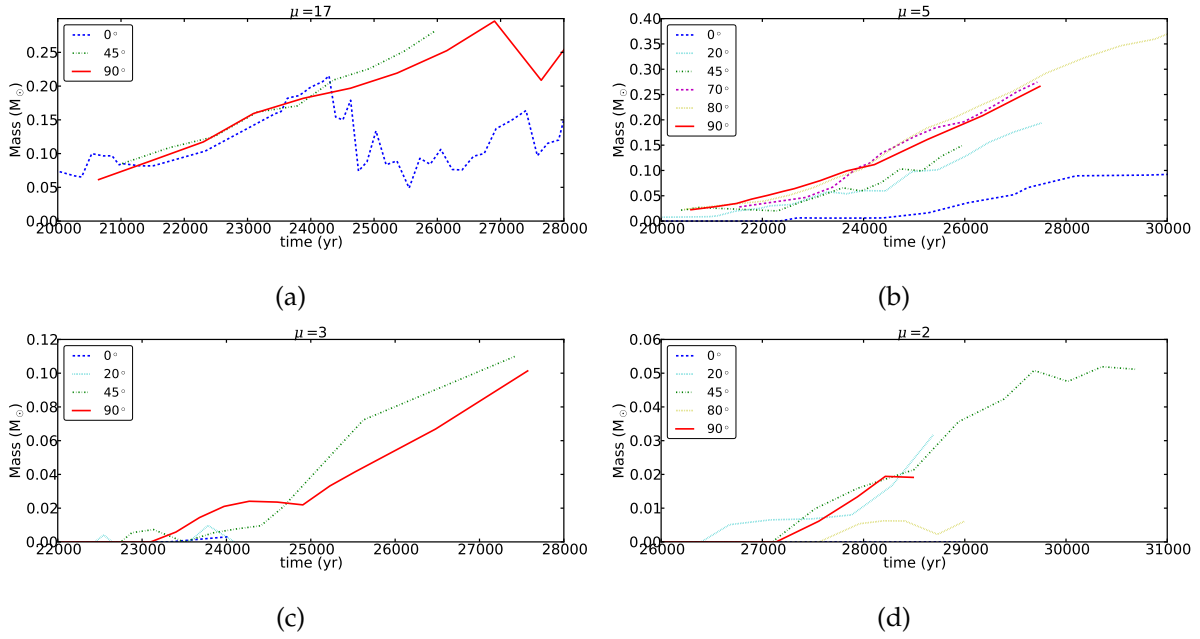 μ=17
0°
45°
90°
Mass (M⊙)
0.25
0.20
0.15
0.10
0.05
0.00
20000 21000 22000 23000 24000 25000 26000 27000 28000
time (yr)
(a)
μ=5
0°
20°
45°
70°
80°
90°
Mass (M⊙)
0.40
0.35
0.30
0.25
0.20
0.15
0.10
0.05
0.00
20000 22000 24000 26000 28000 30000
time (yr)
(b)
μ=3
0°
20°
45°
90°
Mass (M⊙)
0.12
0.10
0.08
0.06
0.04
0.02
0.00
22000 23000 24000 25000 26000 27000 28000
time (yr)
(c)
μ=2
0°
20°
45°
80°
90°
Mass (M⊙)
0.06
0.05
0.04
0.03
0.02
0.01
0.00
26000 27000 28000 29000 30000 31000
time (yr)
(d)